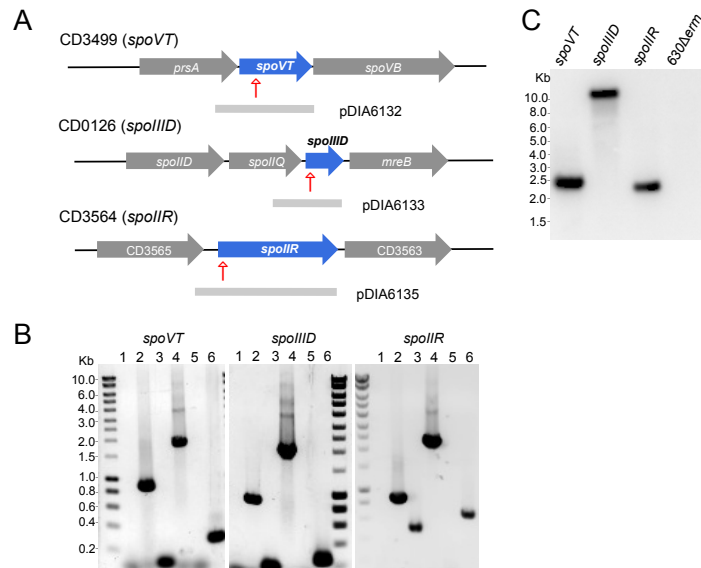 A
CD3499 (spoVT)
prsA spoVT spoVB
pDIA6132
CD0126 (spoIIID)
spoIIID
spoIID spoIIQ mreB
pDIA6133
CD3564 (spoIIR)
CD3565 spoIIR CD3563
pDIA6135
B
spoVT spoIIID spoIIR
Kb 1 2 3 4 5 6 1 2 3 4 5 6 1 2 3 4 5 6
10.0
6.0
4.0
3.0
2.0
1.5
1.0
0.8
0.6
0.4
0.2
C
spoVT spoIIID spoIIR 630Δerm
Kb
10.0
5.0
4.0
3.0
2.5
2.0
1.5